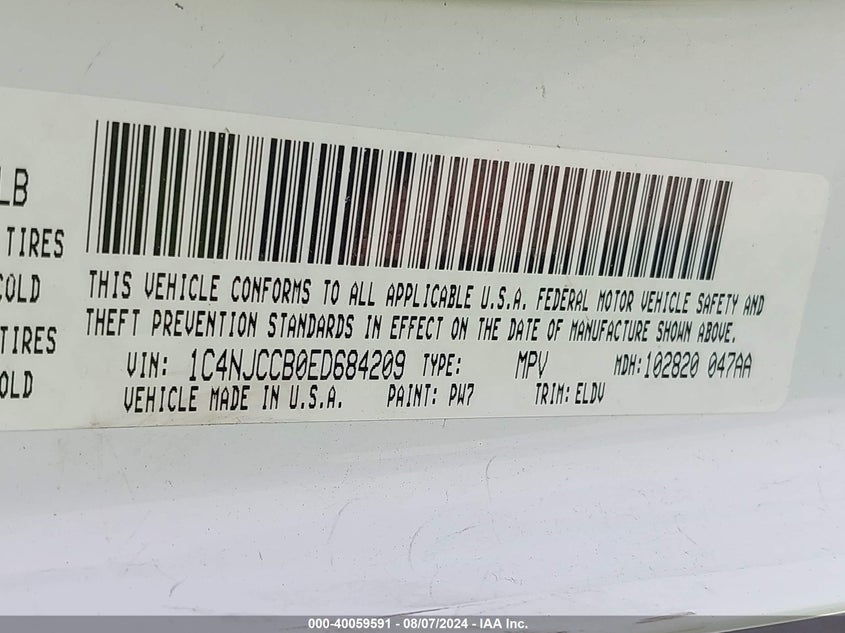 LB
TIRES
COLD
TIRES
OLD
THIS VEHICLE CONFORMS TO ALL APPLICABLE U.S.A. FEDERAL MOTOR VEHICLE SAFETY AND
THEFT PREVENTION STANDARDS IN EFFECT ON THE DATE OF MANUFACTURE SHOWN ABOVE.
VIN: 1C4NJCCB0ED684209 TYPE: MPV MDH:102820 047AA
VEHICLE MADE IN U.S.A. PAINT: PW7 TRIM: ELDV
000-40059591 - 08/07/2024 - IAA Inc.